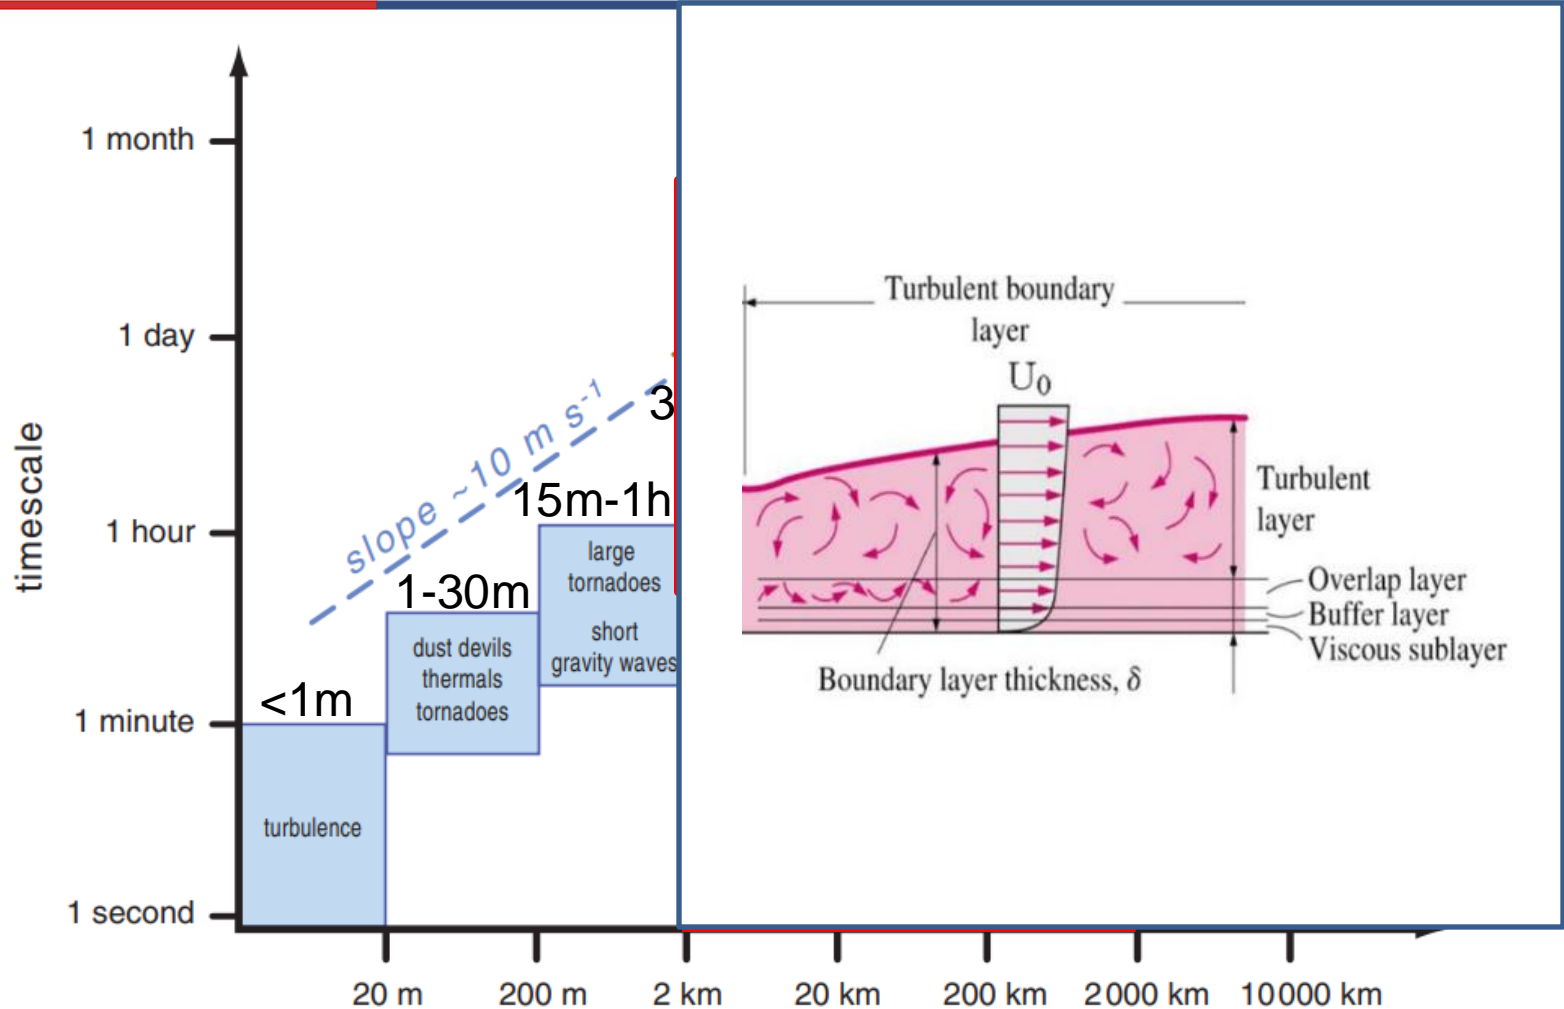 timescale
1 month
1 day
1 hour
1 minute
1 second
slope ~10 m s⁻¹
3
15m-1h
large
tornadoes
short
gravity waves
1-30m
dust devils
thermals
tornadoes
<1m
turbulence
20 m
200 m
2 km
20 km
200 km
2000 km
10000 km
Turbulent boundary
layer
U₀
Turbulent
layer
Overlap layer
Buffer layer
Viscous sublayer
Boundary layer thickness, δ